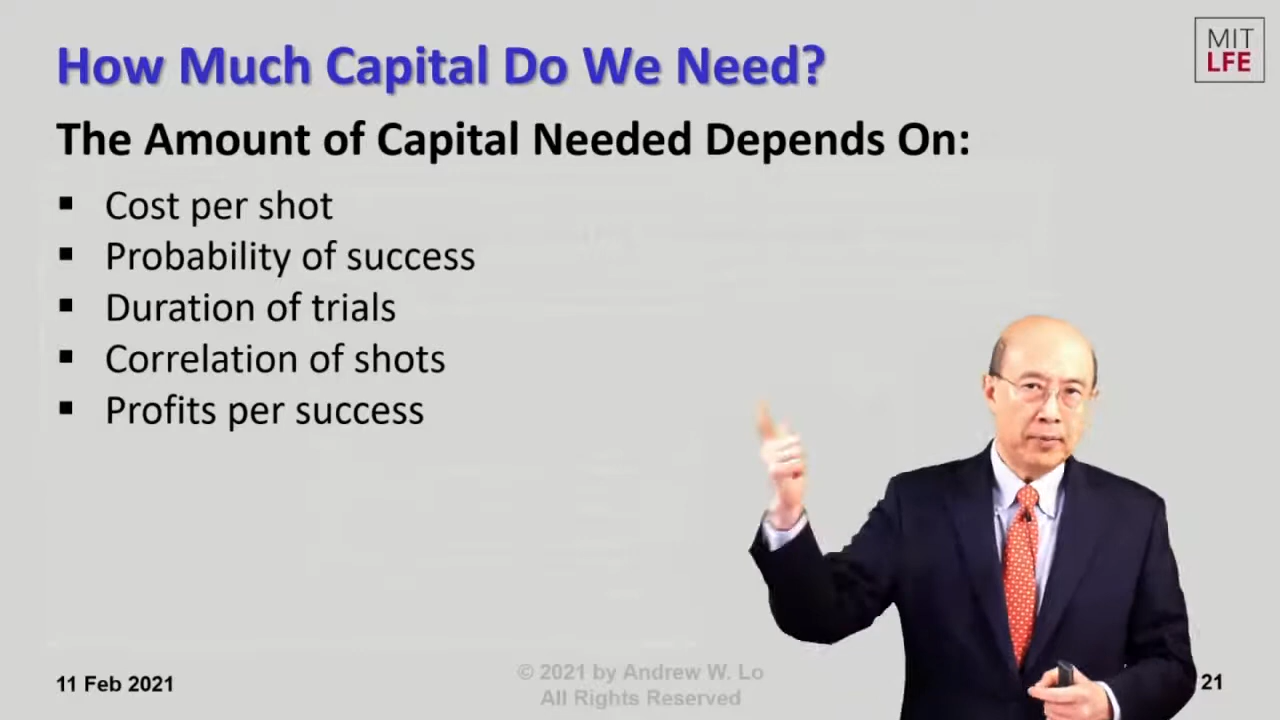 How Much Capital Do We Need?
MIT
LFE
The Amount of Capital Needed Depends On:
▪ Cost per shot
▪ Probability of success
▪ Duration of trials
▪ Correlation of shots
▪ Profits per success
11 Feb 2021
© 2021 by Andrew W. Lo
All Rights Reserved
21